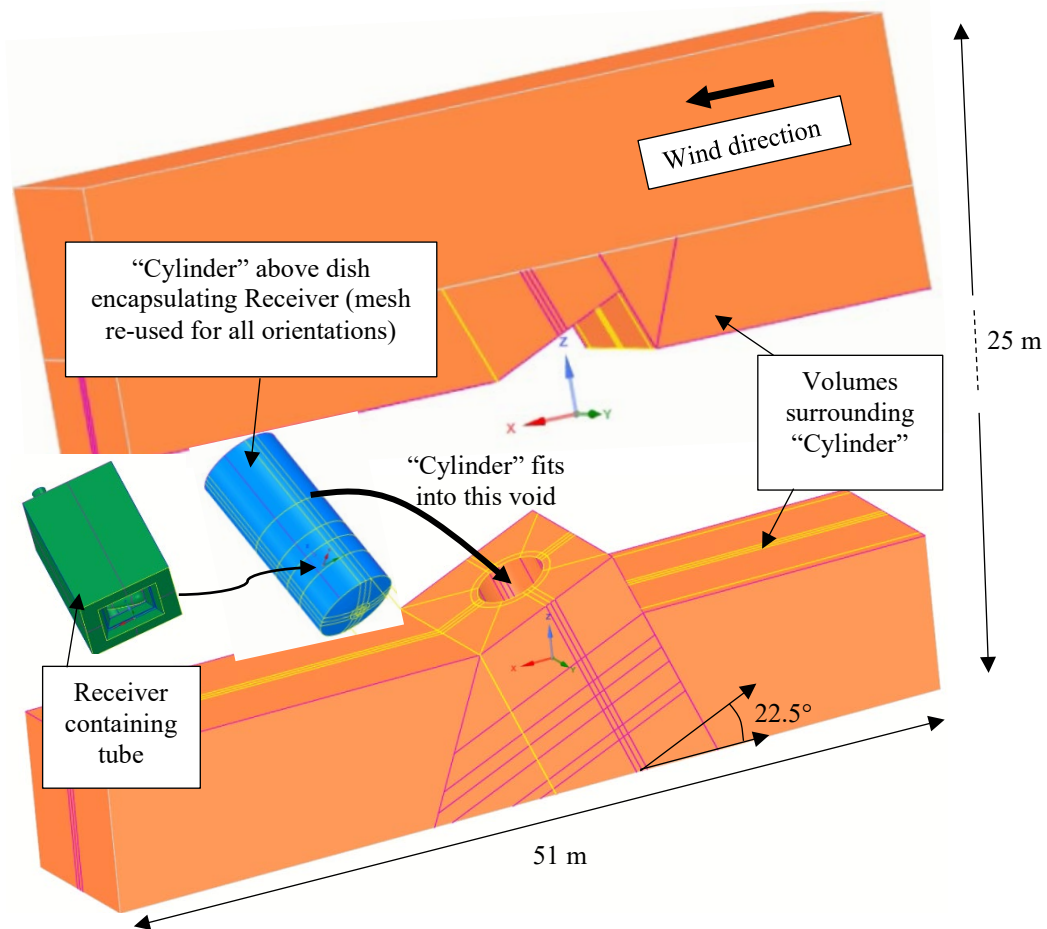 Wind direction
“Cylinder” above dish
encapsulating Receiver (mesh
re-used for all orientations)
Z
X
Y
25 m
Volumes
surrounding
“Cylinder”
“Cylinder” fits
into this void
Z
X
Y
Receiver
containing
tube
22.5°
51 m